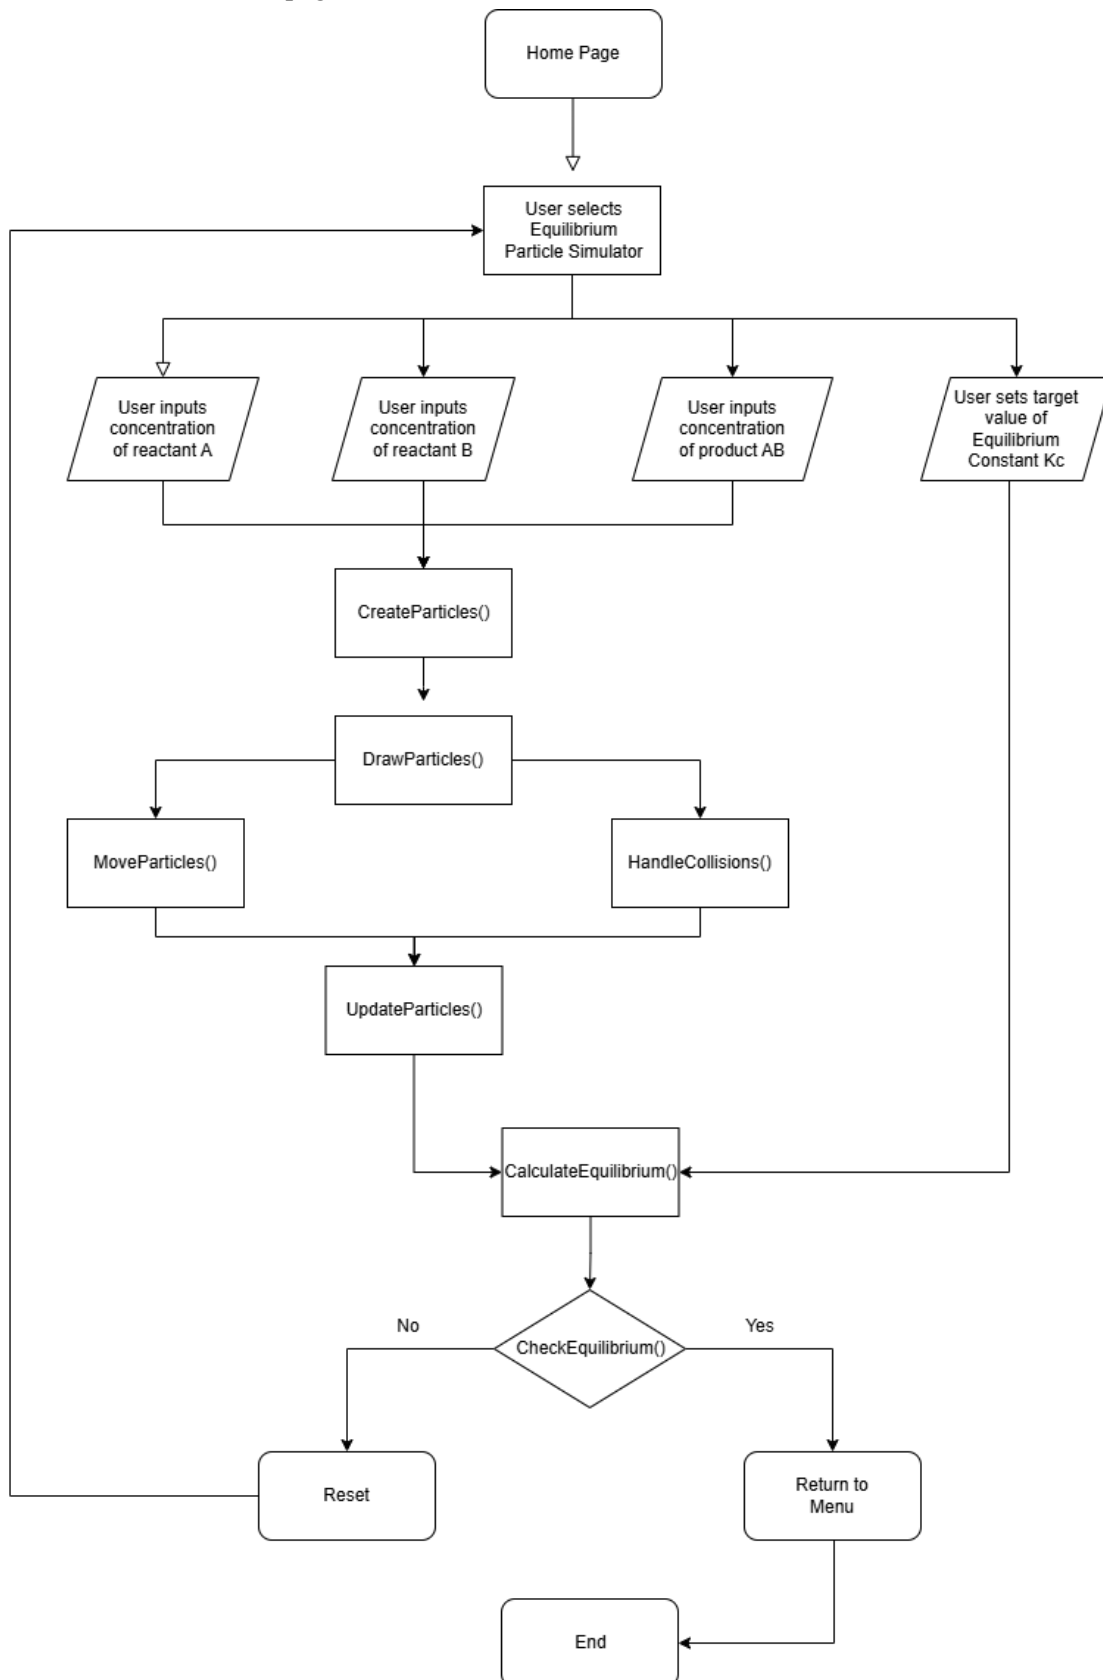 Home Page
User selects
Equilibrium
Particle Simulator
User inputs
concentration
of reactant A
User inputs
concentration
of reactant B
User inputs
concentration
of product AB
User sets target
value of
Equilibrium
Constant Kc
CreateParticles()
DrawParticles()
MoveParticles()
HandleCollisions()
UpdateParticles()
CalculateEquilibrium()
No
Yes
CheckEquilibrium()
Reset
Return to
Menu
End